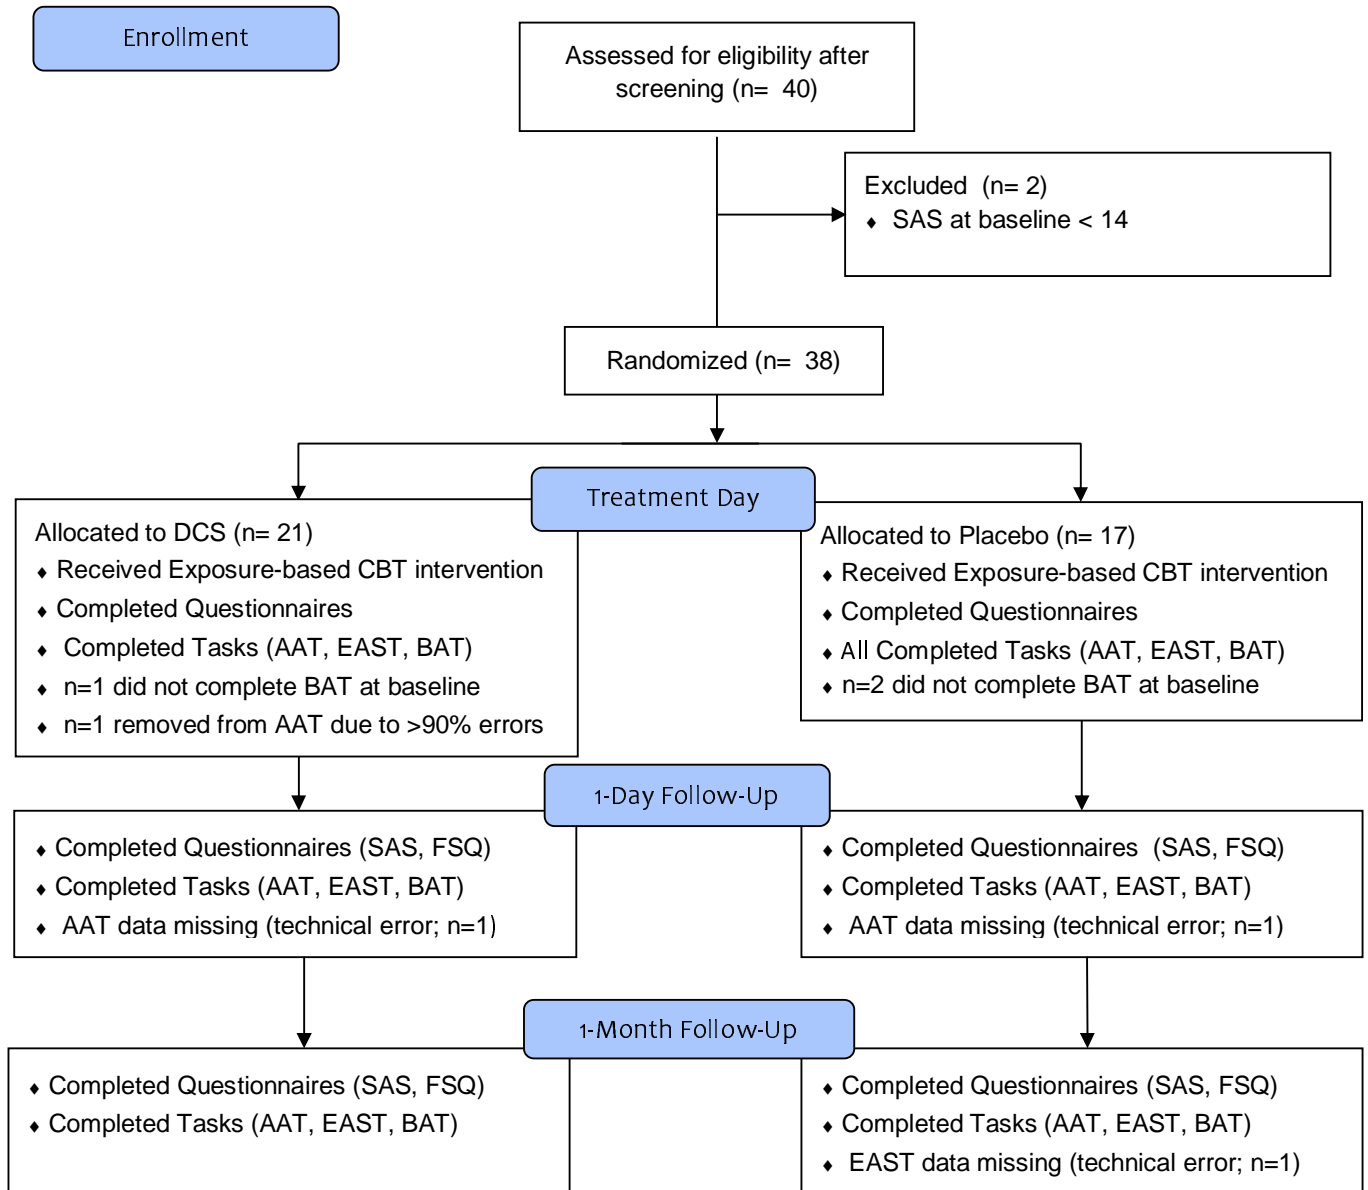 Enrollment
Assessed for eligibility after
screening (n= 40)
Excluded (n= 2)
♦ SAS at baseline < 14
Randomized (n= 38)
Treatment Day
Allocated to DCS (n= 21)
♦ Received Exposure-based CBT intervention
♦ Completed Questionnaires
♦ Completed Tasks (AAT, EAST, BAT)
♦ n=1 did not complete BAT at baseline
♦ n=1 removed from AAT due to >90% errors
Allocated to Placebo (n= 17)
♦ Received Exposure-based CBT intervention
♦ Completed Questionnaires
♦ All Completed Tasks (AAT, EAST, BAT)
♦ n=2 did not complete BAT at baseline
1-Day Follow-Up
♦ Completed Questionnaires (SAS, FSQ)
♦ Completed Tasks (AAT, EAST, BAT)
♦ AAT data missing (technical error; n=1)
♦ Completed Questionnaires (SAS, FSQ)
♦ Completed Tasks (AAT, EAST, BAT)
♦ AAT data missing (technical error; n=1)
1-Month Follow-Up
♦ Completed Questionnaires (SAS, FSQ)
♦ Completed Tasks (AAT, EAST, BAT)
♦ Completed Questionnaires (SAS, FSQ)
♦ Completed Tasks (AAT, EAST, BAT)
♦ EAST data missing (technical error; n=1)